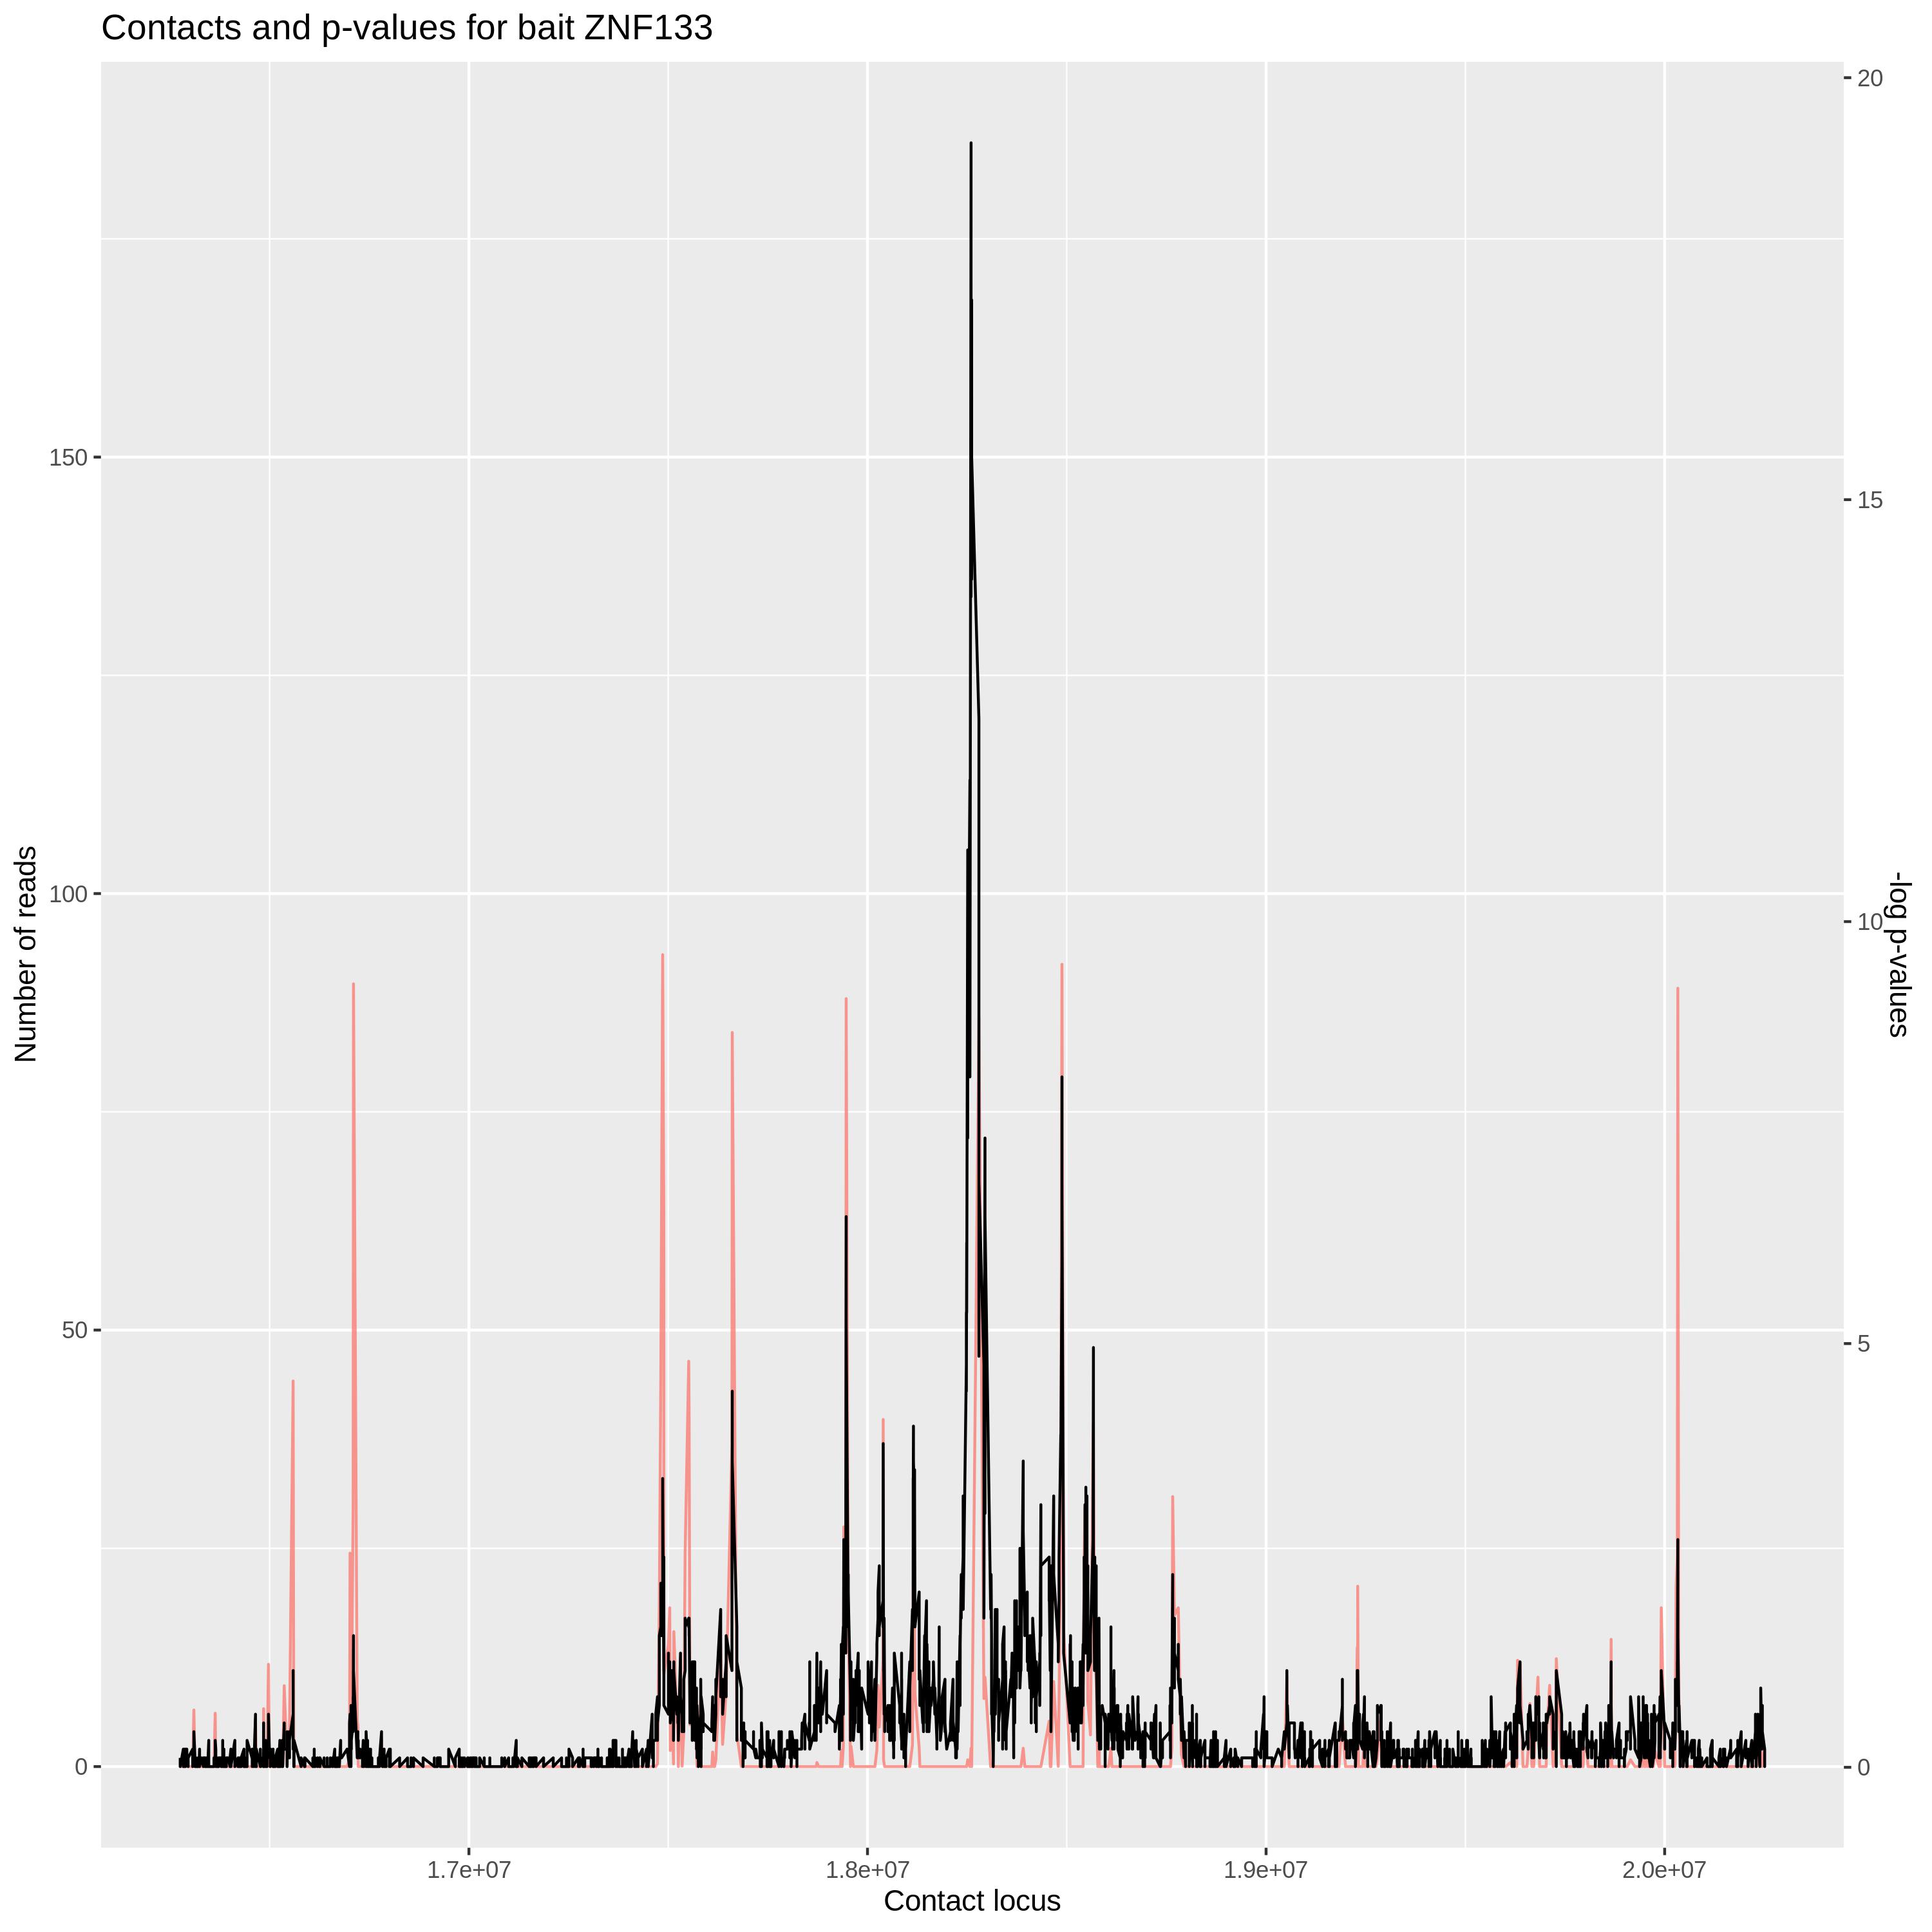 Contacts and p-values for bait ZNF133
Number of reads
150
100
50
0
20
15
10
5
0
-log p-values
1.7e+07
1.8e+07
1.9e+07
2.0e+07
Contact locus